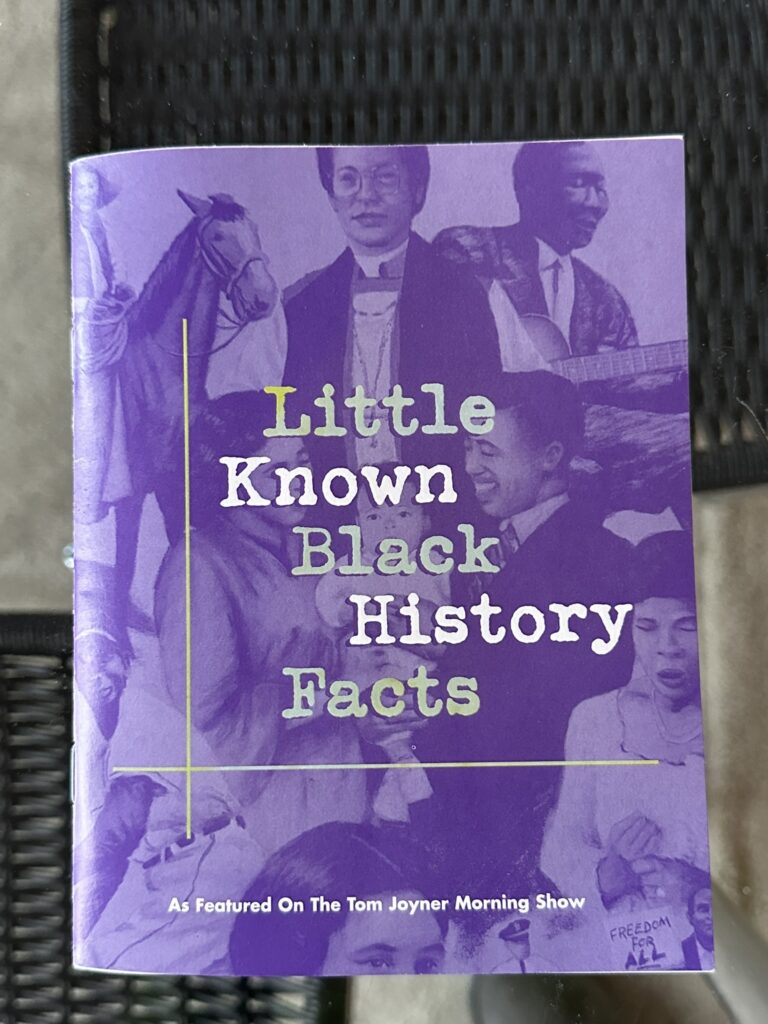 Little
Known
Black
History
Facts
As Featured On The Tom Joyner Morning Show
FREEDOM
FOR
ALL